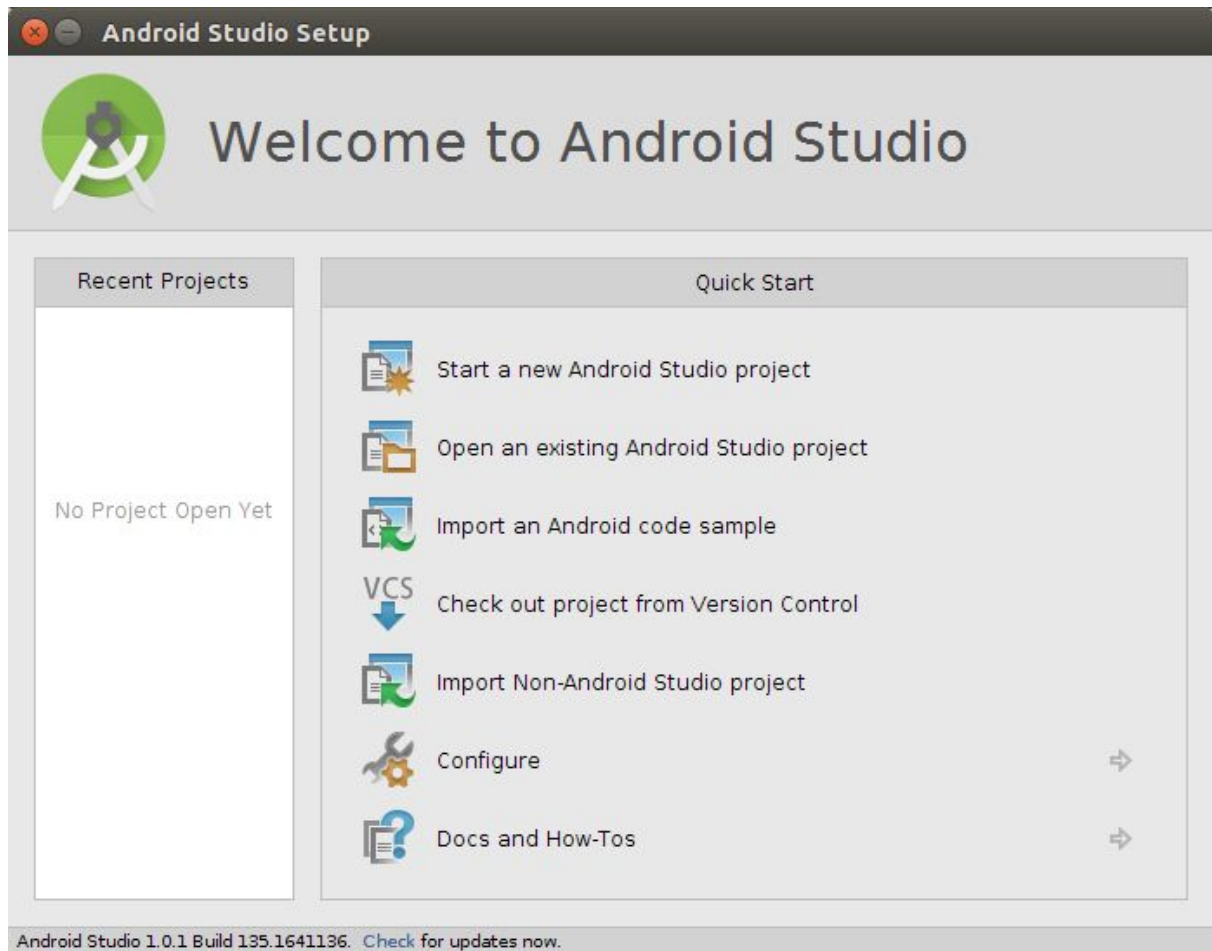 Android Studio Setup
Welcome to Android Studio
Recent Projects
No Project Open Yet
Quick Start
Start a new Android Studio project
Open an existing Android Studio project
Import an Android code sample
VCS
Check out project from Version Control
Import Non-Android Studio project
Configure
Docs and How-Tos
Android Studio 1.0.1 Build 135.1641136. Check for updates now.